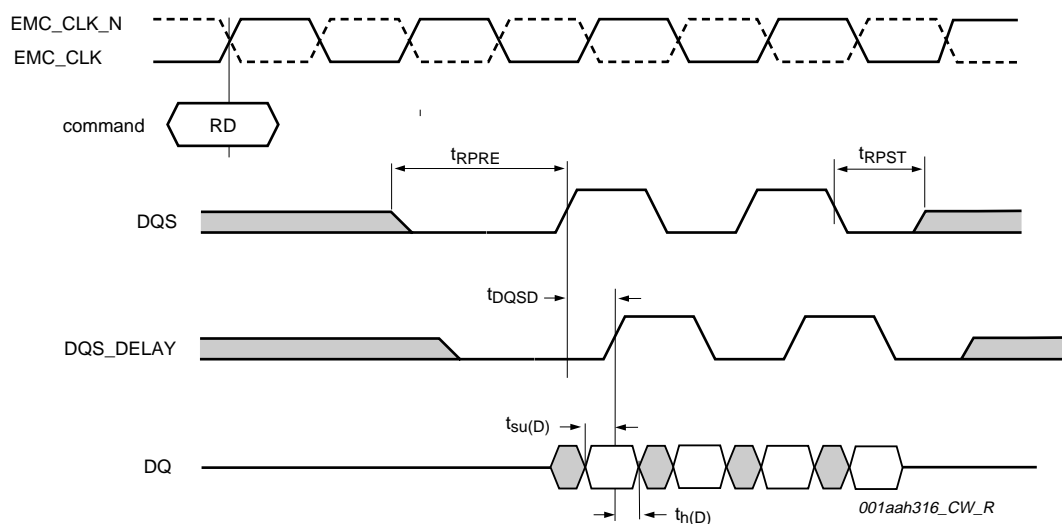 EMC_CLK_N
EMC_CLK
command
RD
tRPRE
tRPST
DQS
tDQSD
DQS_DELAY
tsu(D)
DQ
th(D)
001aah316_CW_R